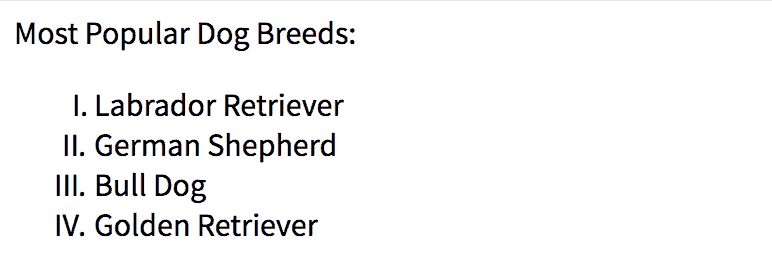 Most Popular Dog Breeds:
I. Labrador Retriever
II. German Shepherd
III. Bull Dog
IV. Golden Retriever